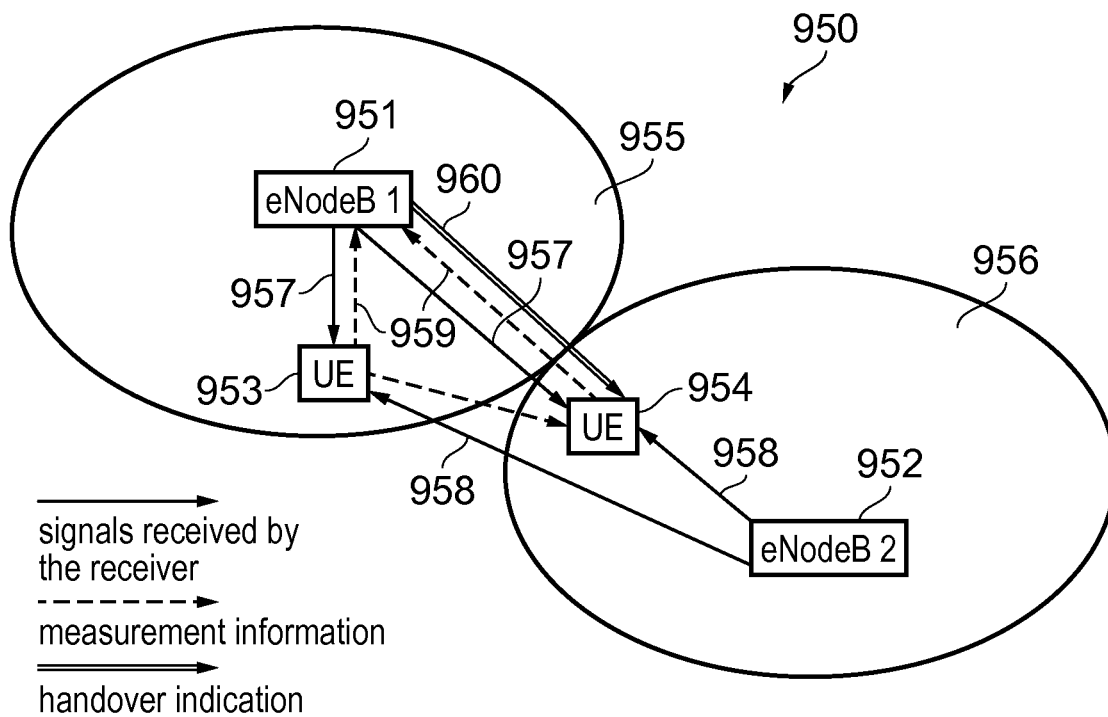 950
951
955
960
eNodeB 1
957
956
957
959
953
UE
954
UE
958
952
958
eNodeB 2
signals received by
the receiver
measurement information
handover indication